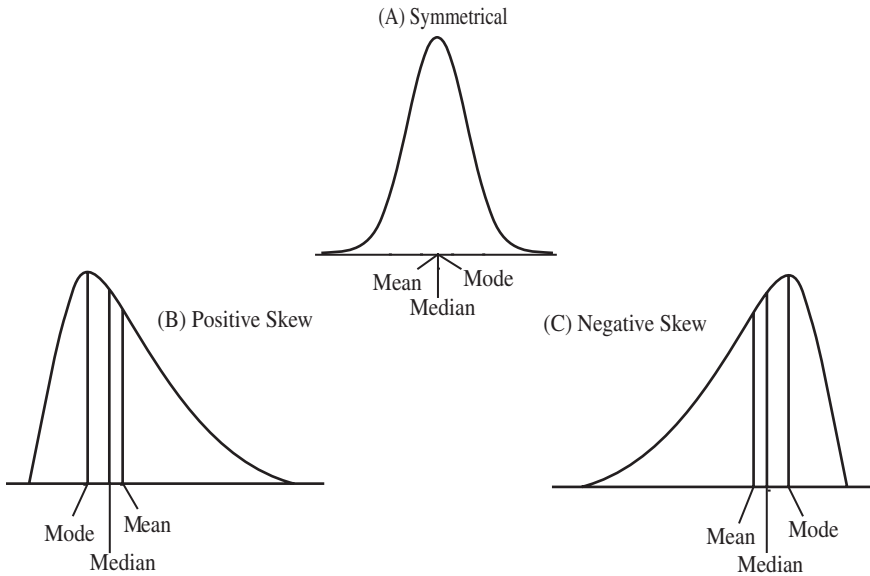 (A) Symmetrical
Mean
Mode
Median
(B) Positive Skew
Mode
Mean
Median
(C) Negative Skew
Mean
Mode
Median